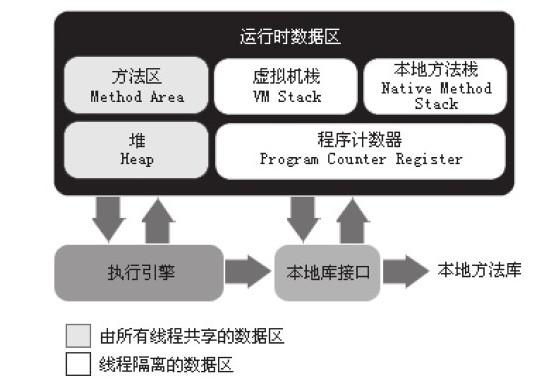 运行时数据区
方法区
Method Area
虚拟机栈
VM Stack
本地方法栈
Native Method
Stack
堆
Heap
程序计数器
Program Counter Register
执行引擎
本地库接口
本地方法库
由所有线程共享的数据区
线程隔离的数据区